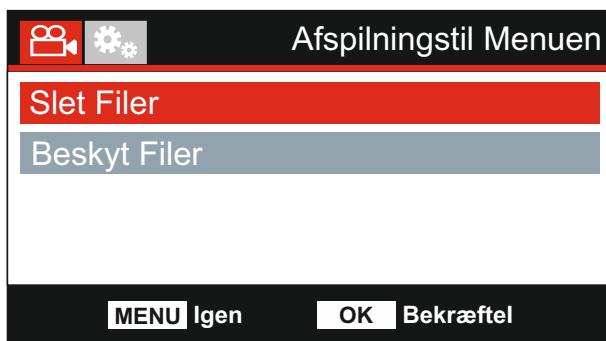 Afspilningstil Menuen
Slet Filer
Beskyt Filer
MENU Igen OK Bekræftel